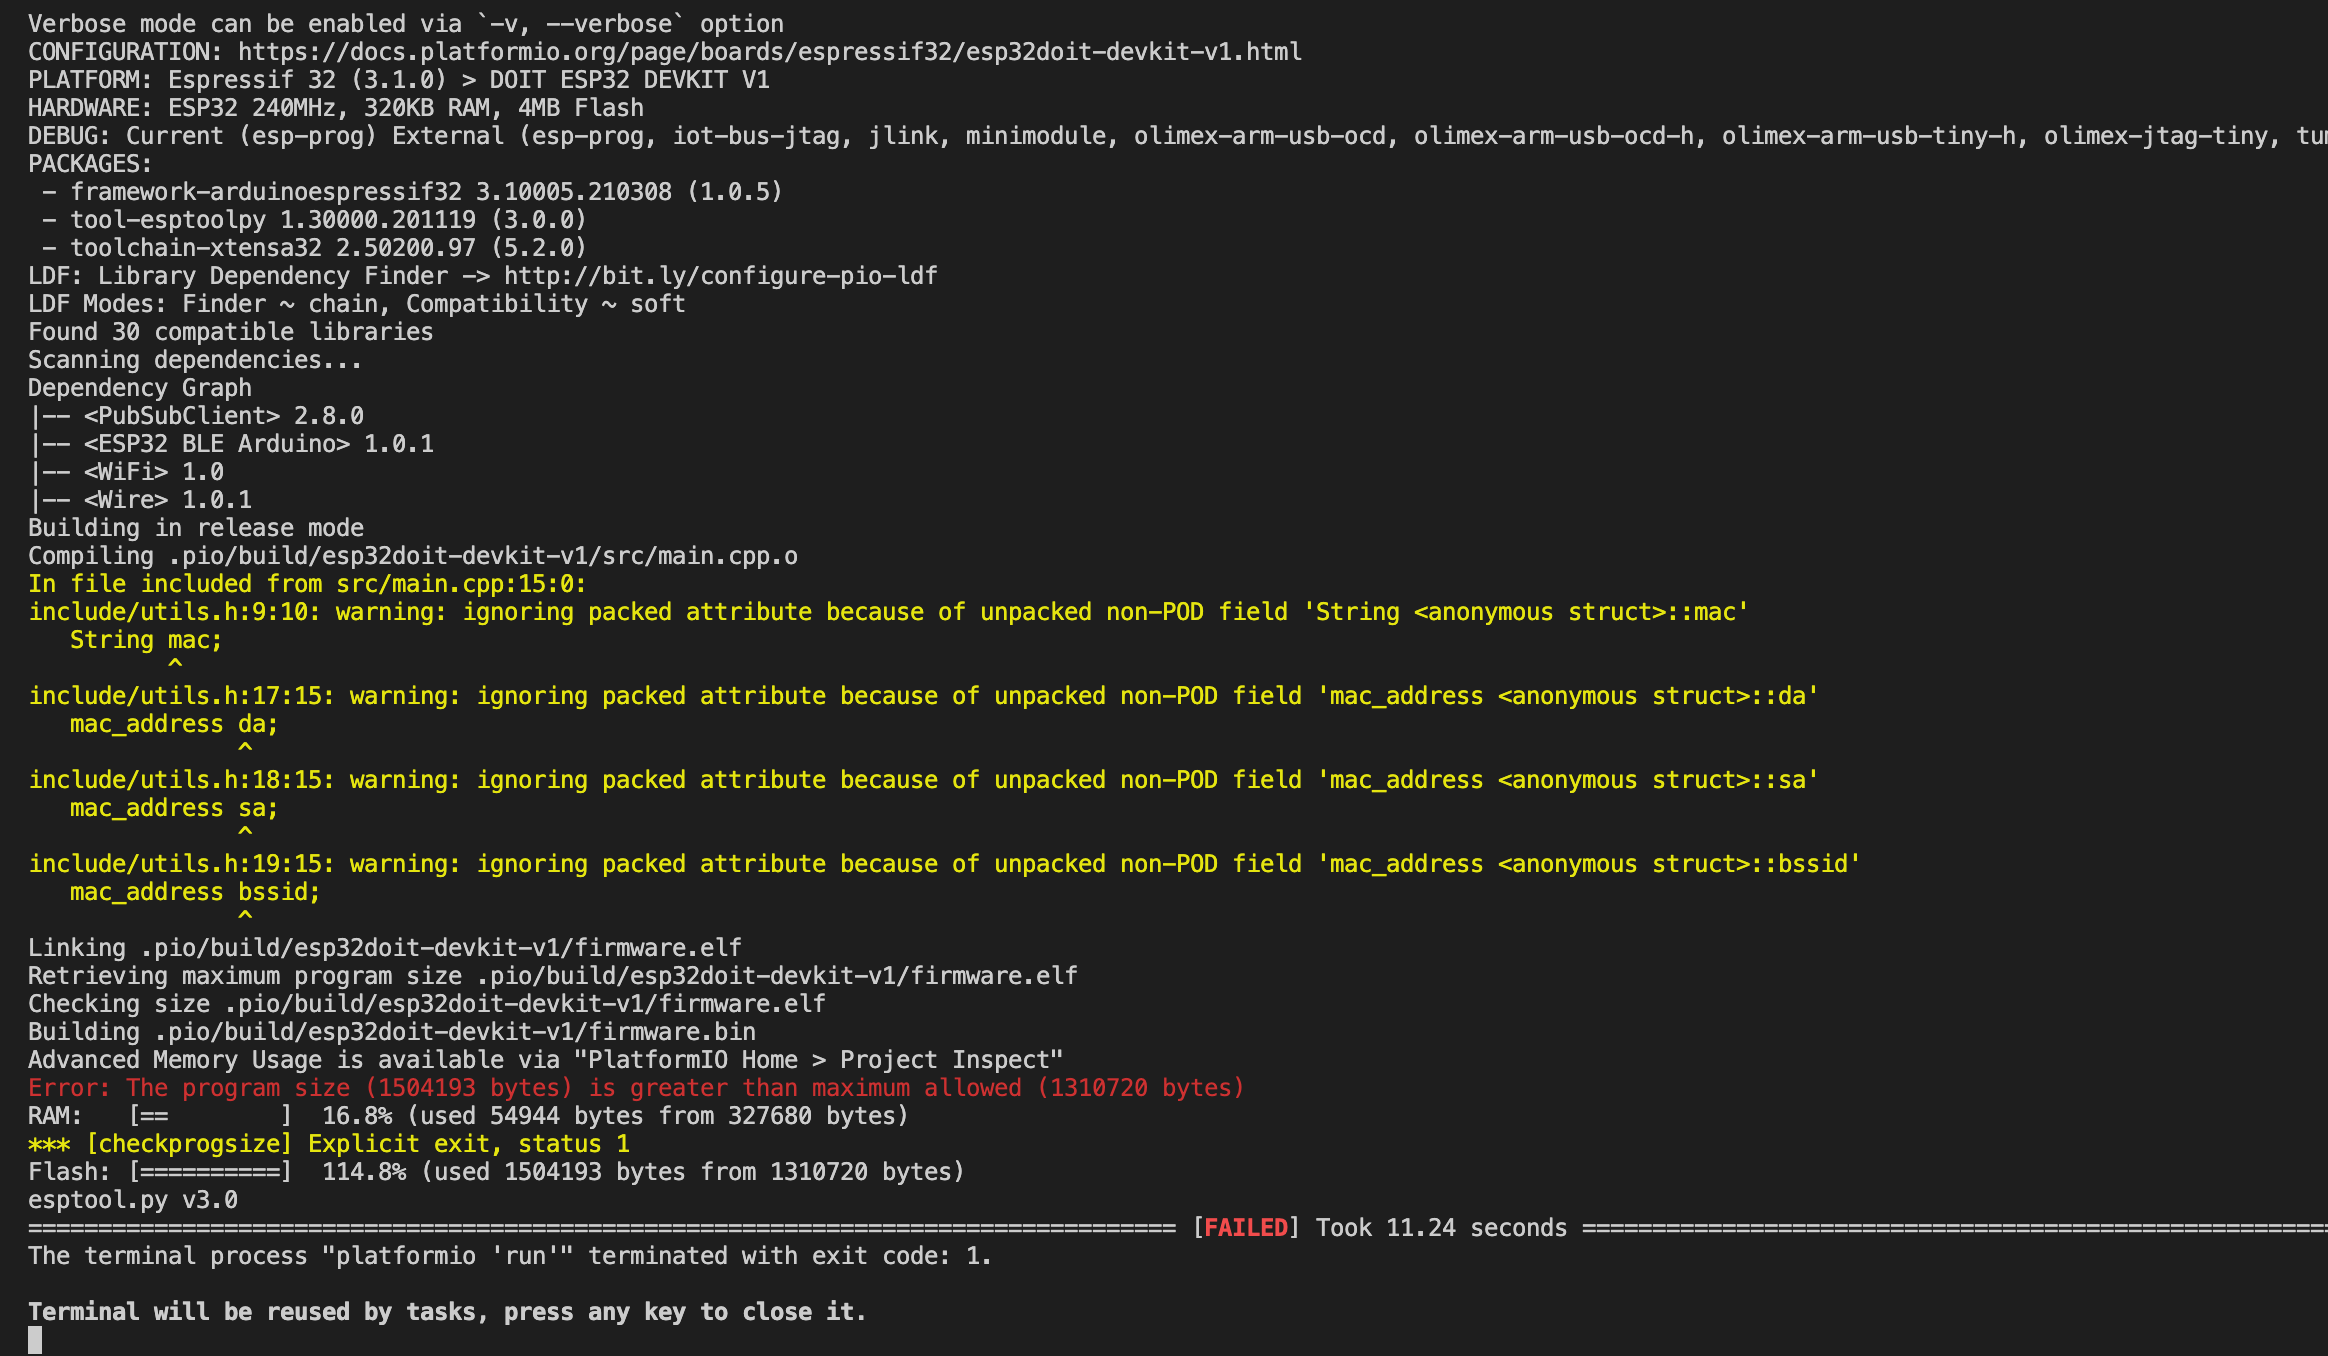 Verbose mode can be enabled via `-v, --verbose` option
CONFIGURATION: https://docs.platformio.org/page/boards/espressif32/esp32doit-devkit-v1.html
PLATFORM: Espressif 32 (3.1.0) > DOIT ESP32 DEVKIT V1
HARDWARE: ESP32 240MHz, 320KB RAM, 4MB Flash
DEBUG: Current (esp-prog) External (esp-prog, iot-bus-jtag, jlink, minimodule, olimex-arm-usb-ocd, olimex-arm-usb-ocd-h, olimex-arm-usb-tiny-h, olimex-jtag-tiny,
PACKAGES:
 - framework-arduinoespressif32 3.10005.210308 (1.0.5)
 - tool-esptoolpy 1.30000.201119 (3.0.0)
 - toolchain-xtensa32 2.50200.97 (5.2.0)
LDF: Library Dependency Finder -> http://bit.ly/configure-pio-ldf
LDF Modes: Finder ~ chain, Compatibility ~ soft
Found 30 compatible libraries
Scanning dependencies...
Dependency Graph
|-- <PubSubClient> 2.8.0
|-- <ESP32 BLE Arduino> 1.0.1
|-- <WiFi> 1.0
|-- <Wire> 1.0.1
Building in release mode
Compiling .pio/build/esp32doit-devkit-v1/src/main.cpp.o
In file included from src/main.cpp:15:0:
include/utils.h:9:10: warning: ignoring packed attribute because of unpacked non-POD field 'String <anonymous struct>::mac'
   String mac;
          ^
include/utils.h:17:15: warning: ignoring packed attribute because of unpacked non-POD field 'mac_address <anonymous struct>::da'
   mac_address da;
               ^
include/utils.h:18:15: warning: ignoring packed attribute because of unpacked non-POD field 'mac_address <anonymous struct>::sa'
   mac_address sa;
               ^
include/utils.h:19:15: warning: ignoring packed attribute because of unpacked non-POD field 'mac_address <anonymous struct>::bssid'
   mac_address bssid;
               ^
Linking .pio/build/esp32doit-devkit-v1/firmware.elf
Retrieving maximum program size .pio/build/esp32doit-devkit-v1/firmware.elf
Checking size .pio/build/esp32doit-devkit-v1/firmware.elf
Building .pio/build/esp32doit-devkit-v1/firmware.bin
Advanced Memory Usage is available via "PlatformIO Home > Project Inspect"
Error: The program size (1504193 bytes) is greater than maximum allowed (1310720 bytes)
RAM:   [==        ]  16.8% (used 54944 bytes from 327680 bytes)
*** [checkprogsize] Explicit exit, status 1
Flash: [==========]  114.8% (used 1504193 bytes from 1310720 bytes)
esptool.py v3.0
================================================================================== [FAILED] Took 11.24 seconds ======================================================
The terminal process "platformio 'run'" terminated with exit code: 1.
Terminal will be reused by tasks, press any key to close it.